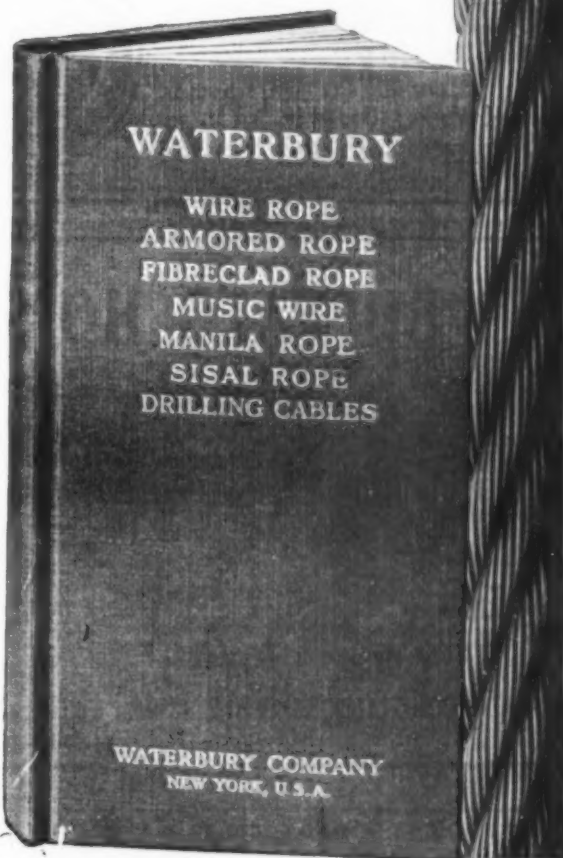 WATERBURY
WIRE ROPE
ARMORED ROPE
FIBRECLAD ROPE
MUSIC WIRE
MANILA ROPE
SISAL ROPE
DRILLING CABLES
WATERBURY COMPANY
NEW YORK, U.S.A.